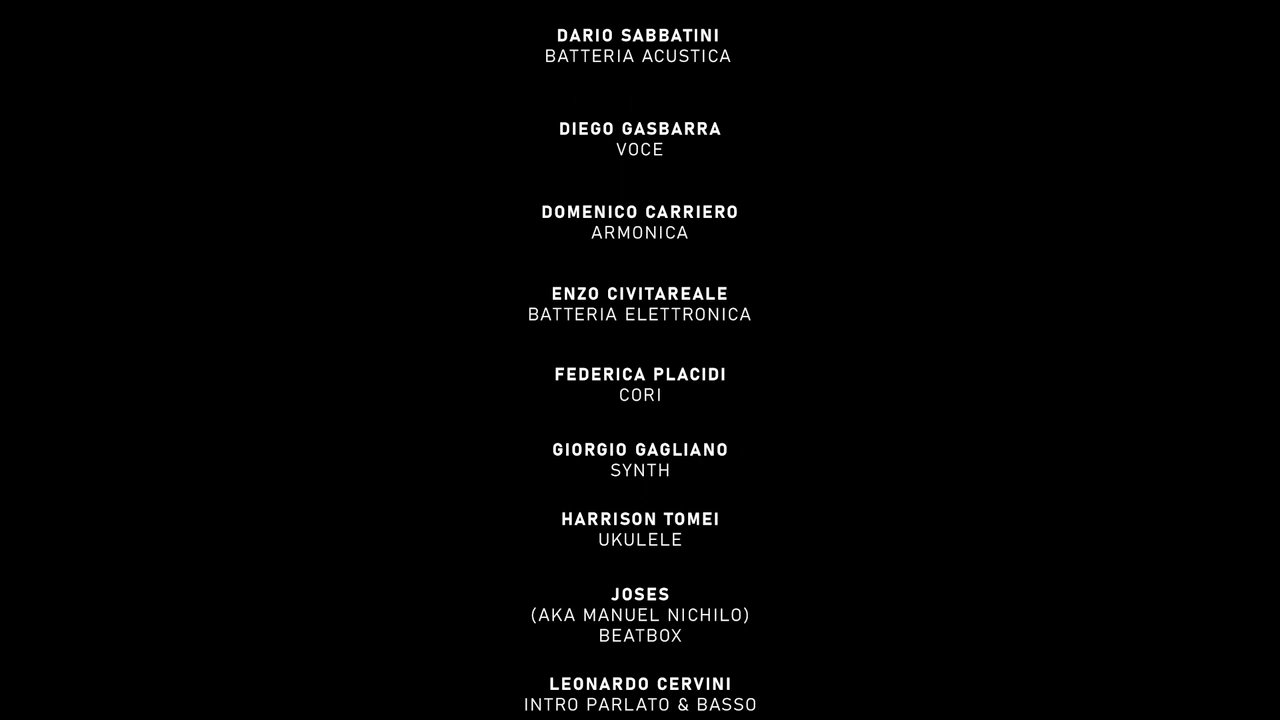 DARIO SABBATINI
BATTERIA ACUSTICA
DIEGO GASBARRA
VOCE
DOMENICO CARRIERO
ARMONICA
ENZO CIVITAREALE
BATTERIA ELETTRONICA
FEDERICA PLACIDI
CORI
GIORGIO GAGLIANO
SYNTH
HARRISON TOMEI
UKULELE
JOSES
(AKA MANUEL NICHILO)
BEATBOX
LEONARDO CERVINI
INTRO PARLATO & BASSO